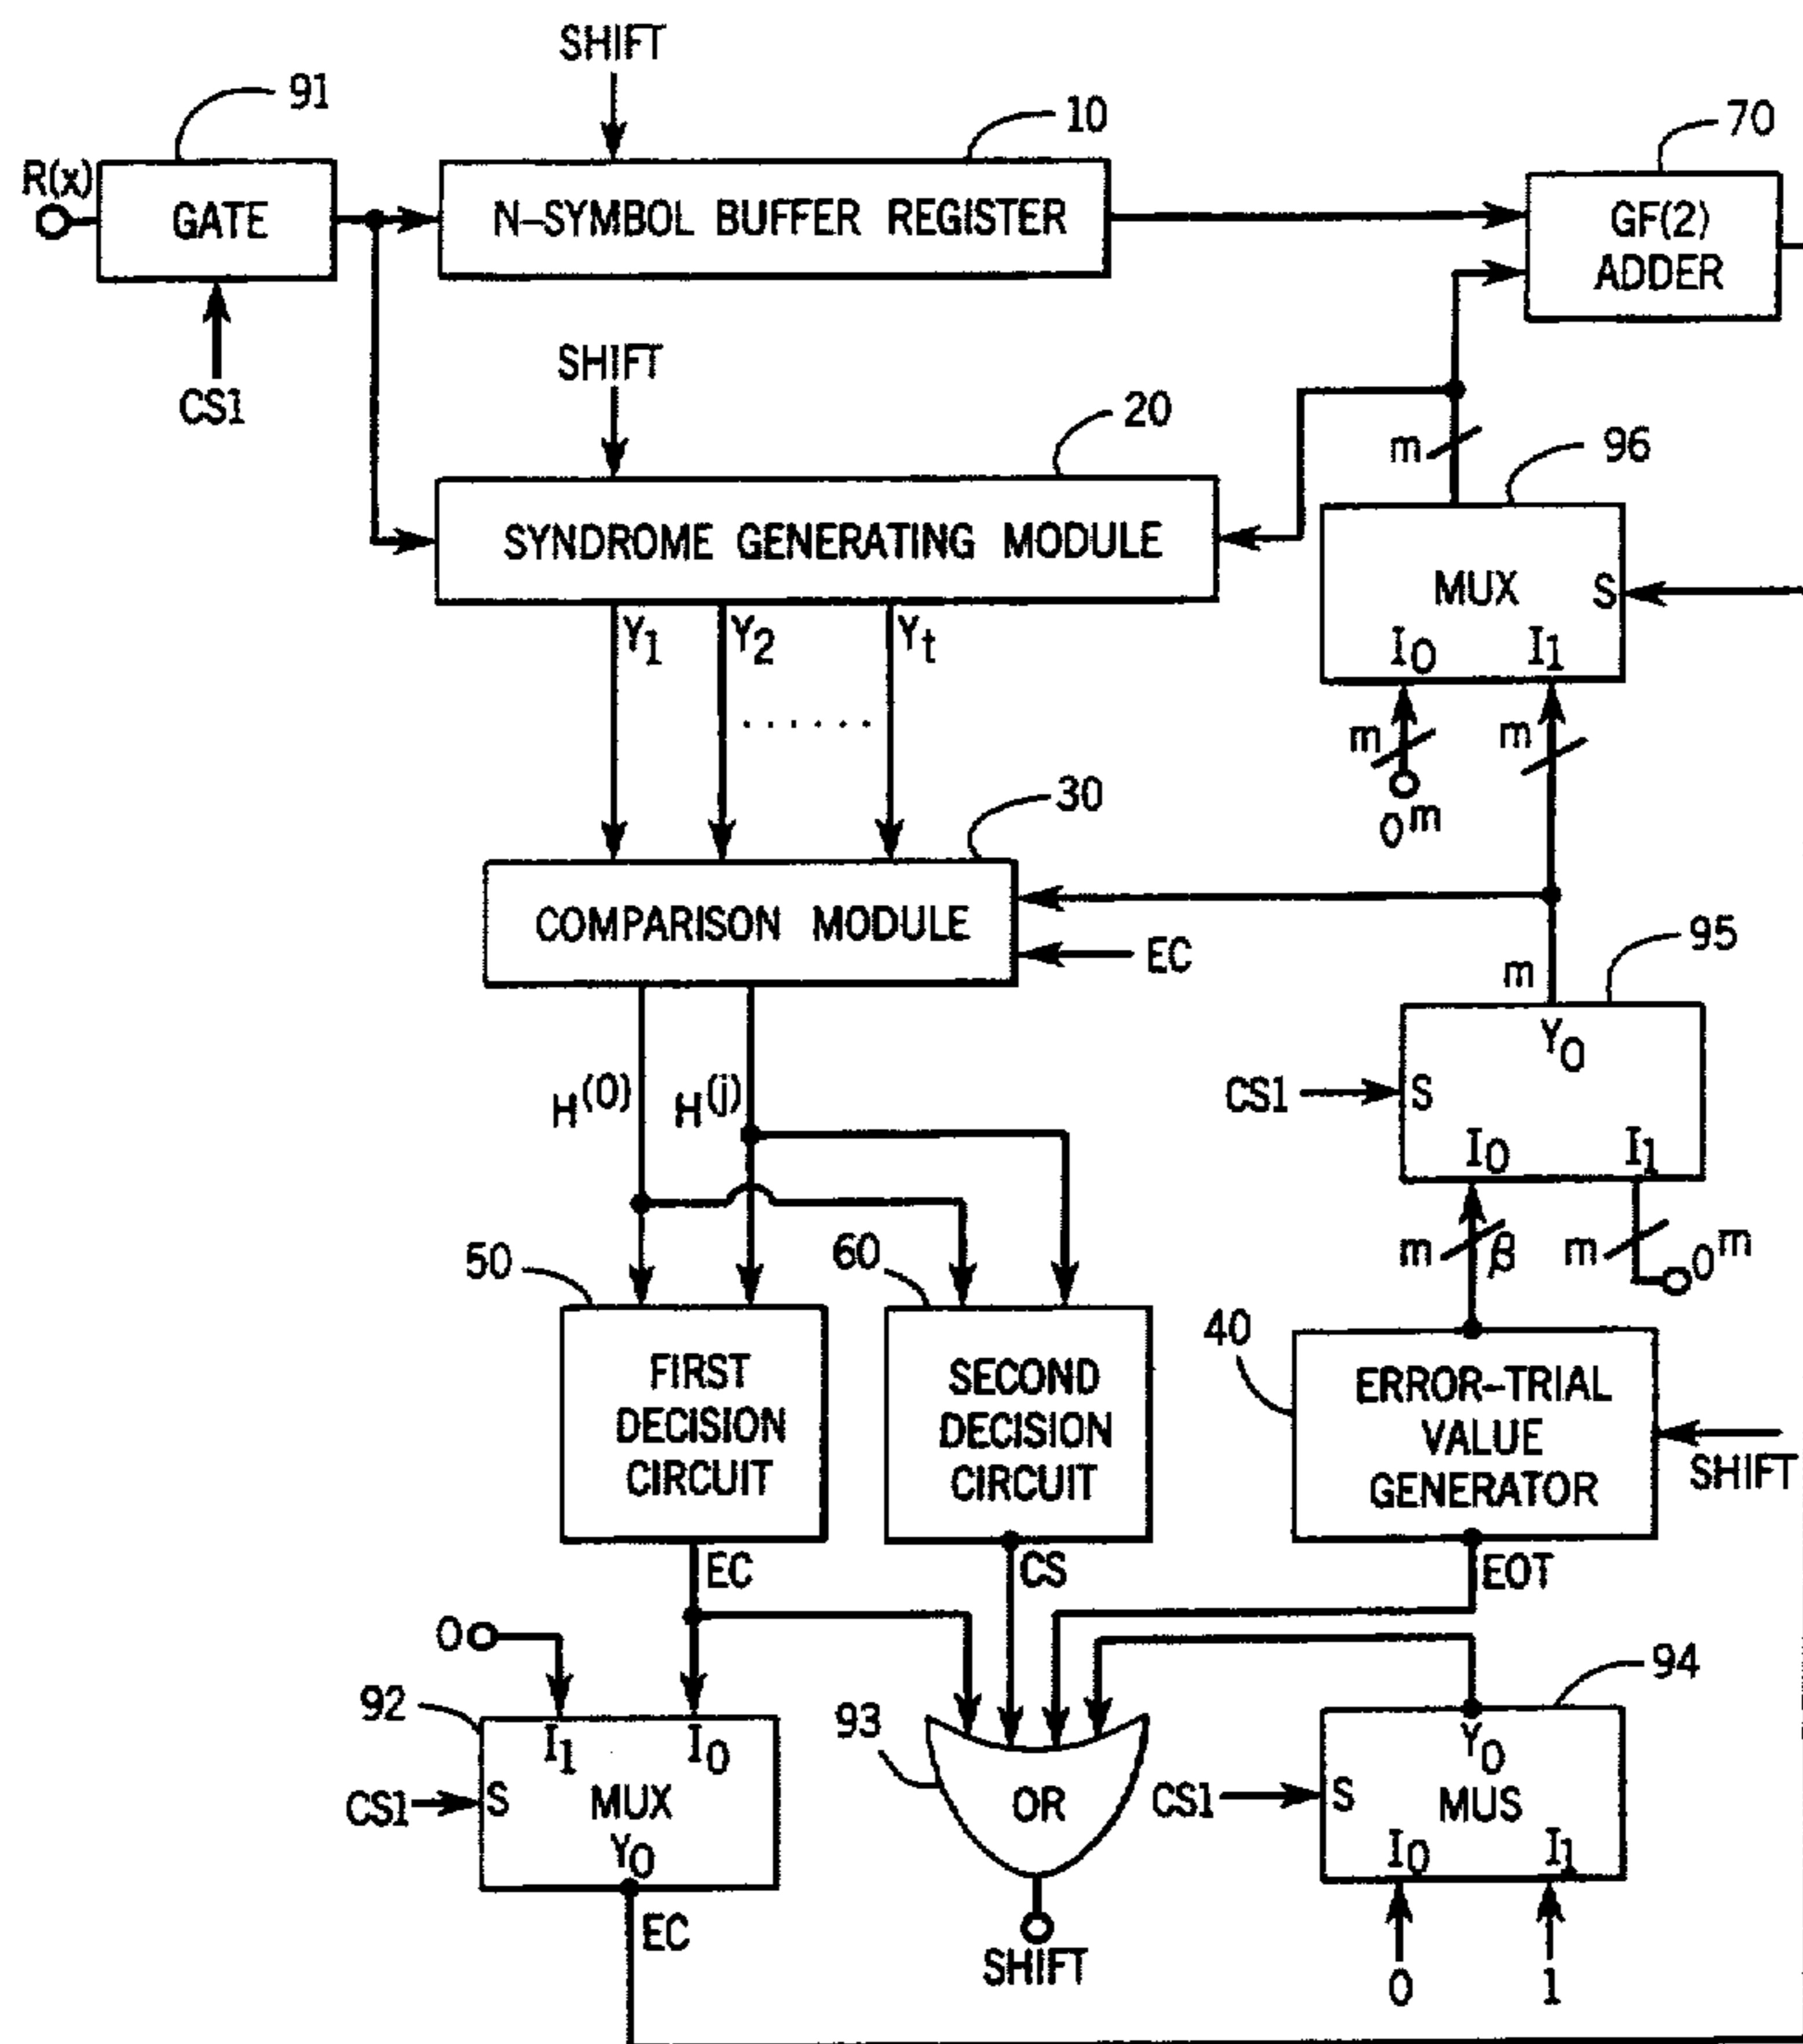 SHIFT
91
10
70
R(x)
GATE
N-SYMBOL BUFFER REGISTER
GF(2)
ADDER
CS1
SHIFT
20
m
96
SYNDROME GENERATING MODULE
MUX
S
I0
I1
Y1
Y2
Yt
......
m
m
0m
30
COMPARISON MODULE
EC
m
95
Y0
H(0)
H(j)
CS1
S
I0
I1
50
60
m
β
m
0m
40
FIRST
DECISION
CIRCUIT
SECOND
DECISION
CIRCUIT
ERROR-TRIAL
VALUE
GENERATOR
SHIFT
EC
CS
EOT
0
92
93
94
I1
I0
Y0
CS1
S
MUX
OR
CS1
S
MUS
Y0
I0
I1
EC
SHIFT
0
1